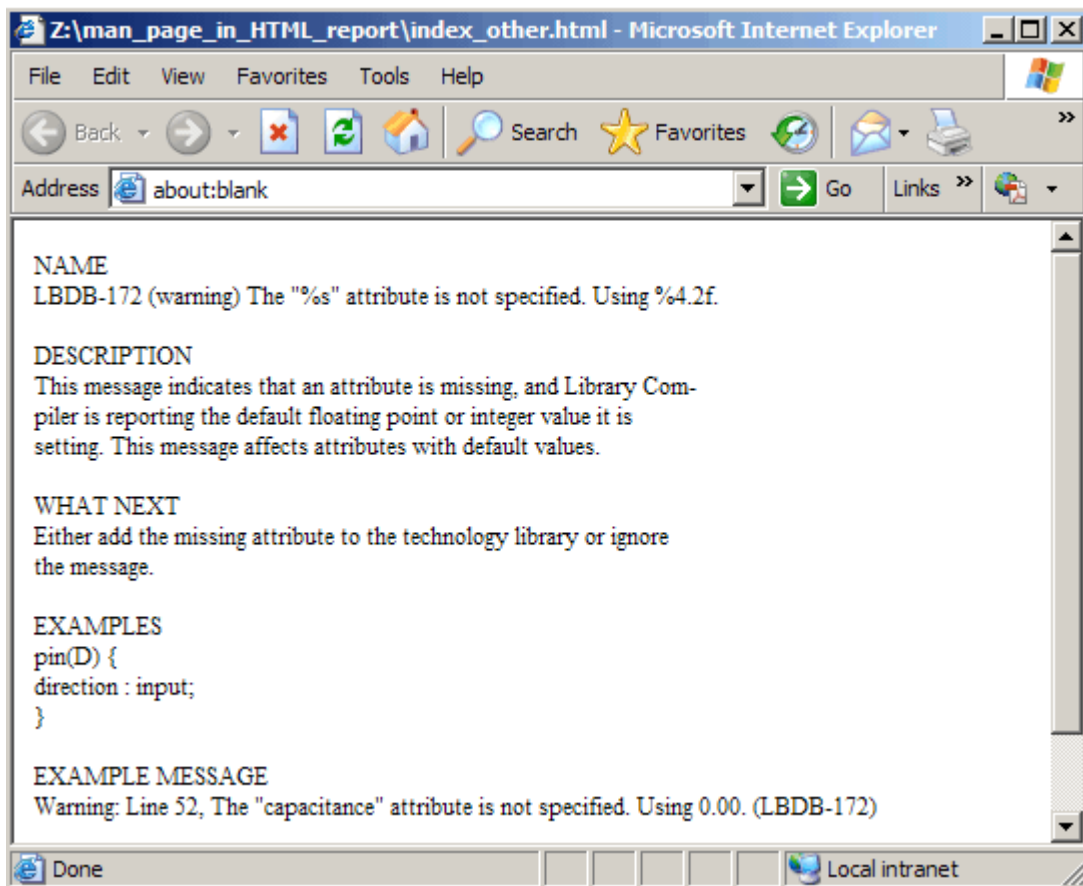 Z:\man_page_in_HTML_report\index_other.html - Microsoft Internet Explorer
File Edit View Favorites Tools Help
Back Search Favorites »
Address about:blank Go Links »
NAME
LBDB-172 (warning) The "%s" attribute is not specified. Using %4.2f.
DESCRIPTION
This message indicates that an attribute is missing, and Library Com-
piler is reporting the default floating point or integer value it is
setting. This message affects attributes with default values.
WHAT NEXT
Either add the missing attribute to the technology library or ignore
the message.
EXAMPLES
pin(D) {
direction : input;
}
EXAMPLE MESSAGE
Warning: Line 52, The "capacitance" attribute is not specified. Using 0.00. (LBDB-172)
Done Local intranet